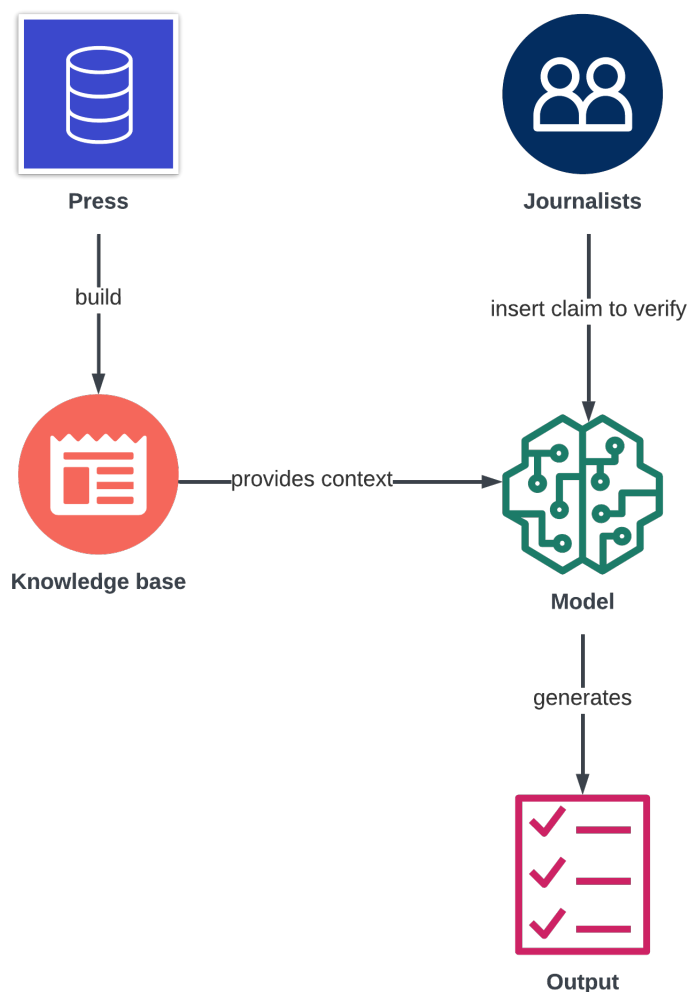 Press
Journalists
build
insert claim to verify
provides context
Knowledge base
Model
generates
Output